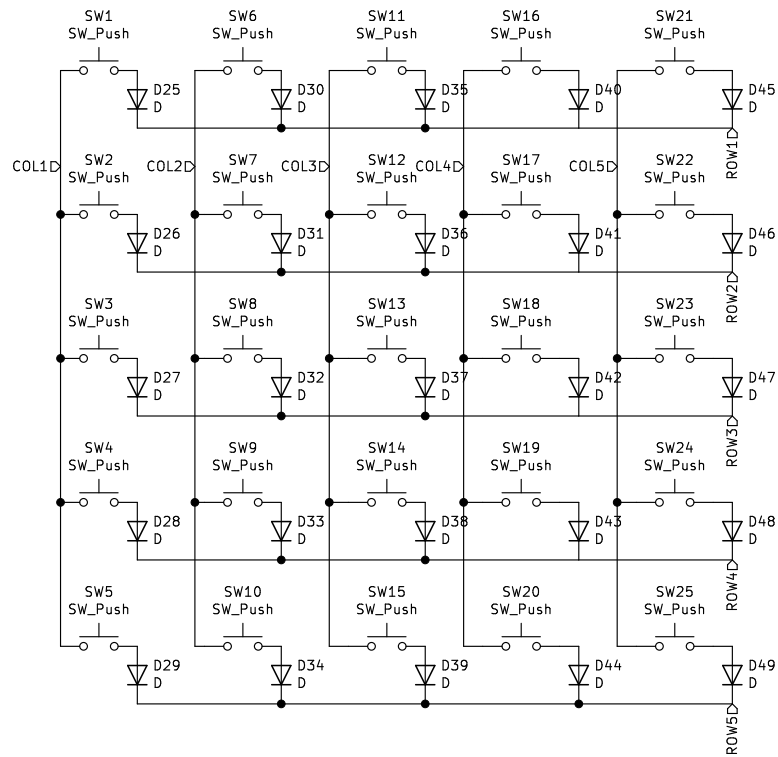 SW1 SW6 SW11 SW16 SW21
SW_Push SW_Push SW_Push SW_Push SW_Push
D25 D30 D35 D40 D45
D D D D D
ROW1
COL1 COL2 COL3 COL4 COL5
SW2 SW7 SW12 SW17 SW22
SW_Push SW_Push SW_Push SW_Push SW_Push
D26 D31 D36 D41 D46
D D D D D
ROW2
SW3 SW8 SW13 SW18 SW23
SW_Push SW_Push SW_Push SW_Push SW_Push
D27 D32 D37 D42 D47
D D D D D
ROW3
SW4 SW9 SW14 SW19 SW24
SW_Push SW_Push SW_Push SW_Push SW_Push
D28 D33 D38 D43 D48
D D D D D
ROW4
SW5 SW10 SW15 SW20 SW25
SW_Push SW_Push SW_Push SW_Push SW_Push
D29 D34 D39 D44 D49
D D D D D
ROW5